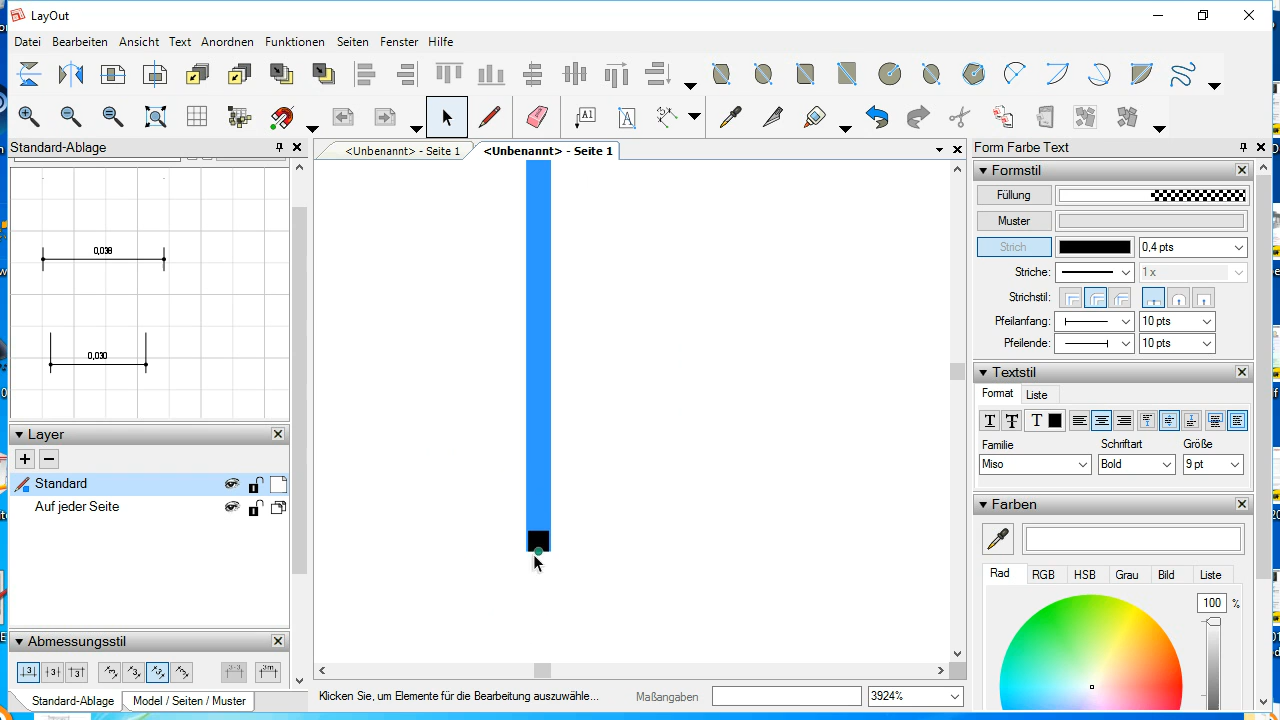 LayOut
Datei Bearbeiten Ansicht Text Anordnen Funktionen Seiten Fenster Hilfe
A1 A
Standard-Ablage
<Unbenannt> - Seite 1 <Unbenannt> - Seite 1
Form Farbe Text
0,038
0,030
Layer
Standard
Auf jeder Seite
Abmessungsstil
Standard-Ablage Model / Seiten / Muster
Klicken Sie, um Elemente für die Bearbeitung auszuwähle... Maßangaben 3924%
Formstil
Füllung
Muster
Strich 0.4 pts
Striche: 1 x
Strichstil:
Pfeilanfang: 10 pts
Pfeilende: 10 pts
Textstil
Format Liste
T T T
Familie Schriftart Größe
Miso Bold 9 pt
Farben
Rad RGB HSB Grau Bild Liste
100 %